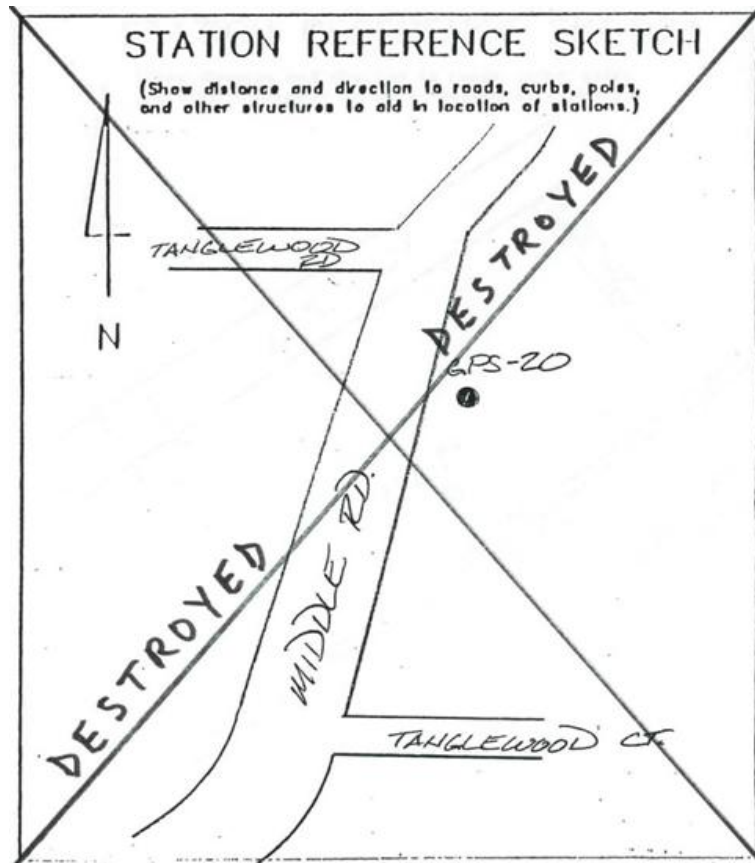 STATION REFERENCE SKETCH
(Show distance and direction to roads, curbs, poles,
and other structures to aid in location of stations.)
TANGLEWOOD
RD
N
DESTROYED
GPS-20
MIDDLE RD.
DESTROYED
TANGLEWOOD CT.